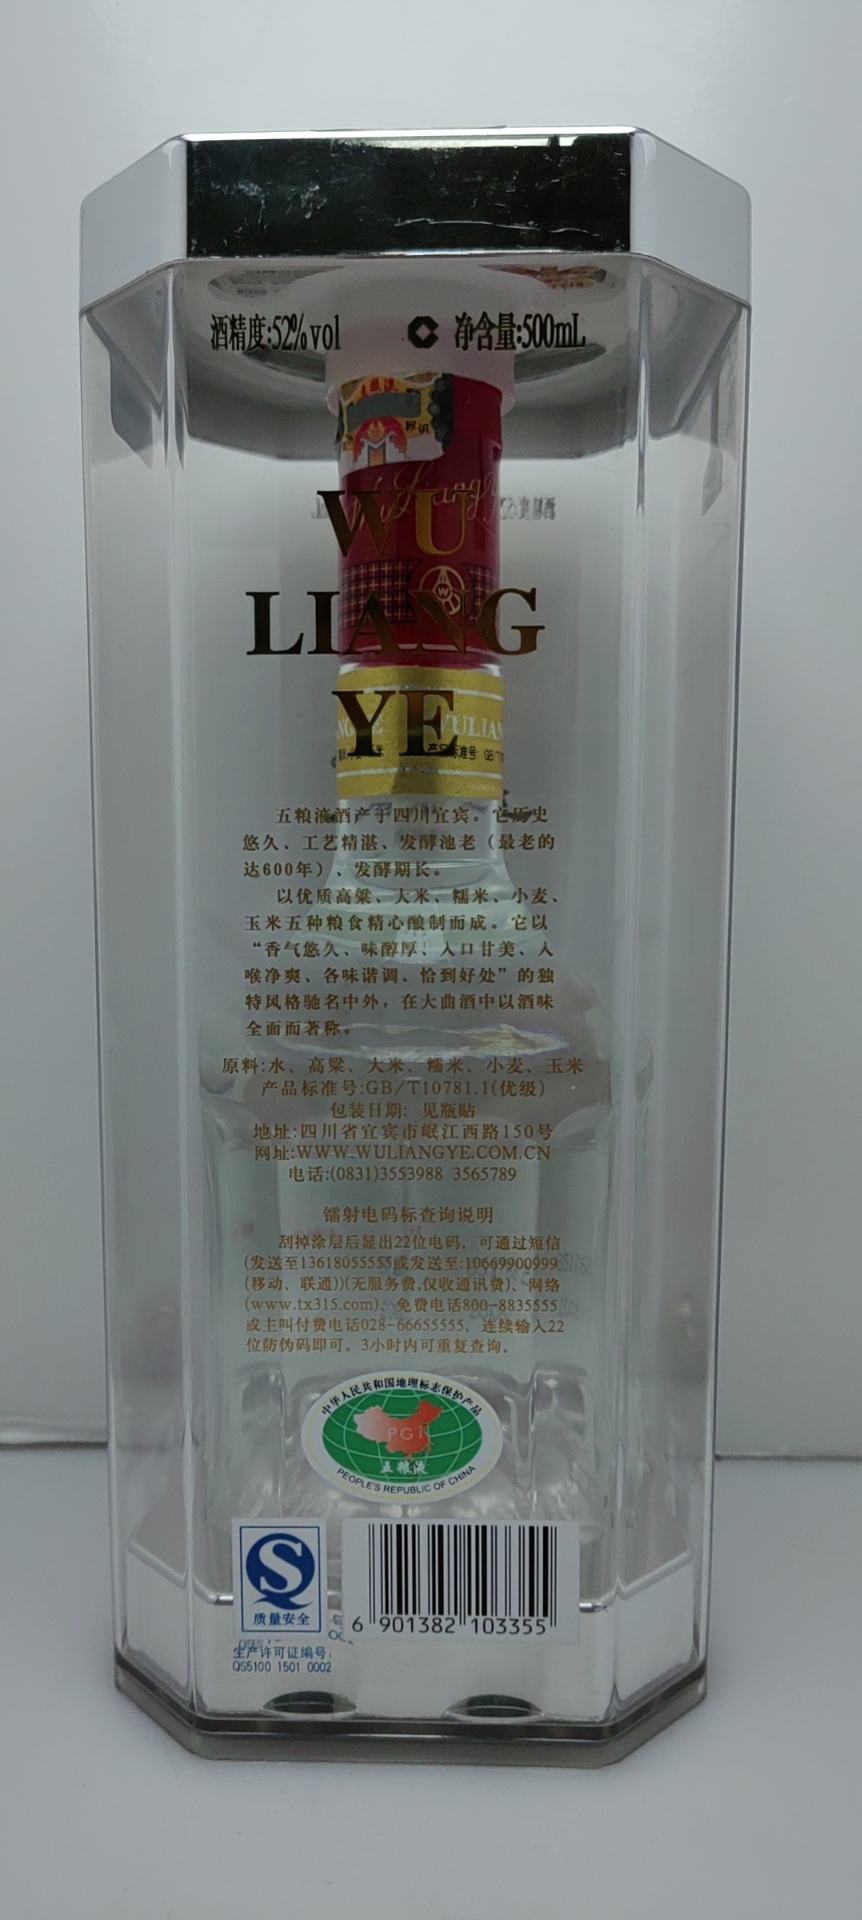 酒精度:52%vol 净含量:500mL
标识
WU
LIANG
YE
WULIAN
产品标准号: GB/T10
五粮液酒产于四川宜宾。它历史
悠久、工艺精湛、发酵池老（最老的
达600年）、发酵期长。
以优质高粱、大米、糯米、小麦、
玉米五种粮食精心酿制而成。它以
“香气悠久、味醇厚、入口甘美、入
喉净爽、各味谐调、恰到好处”的独
特风格驰名中外，在大曲酒中以酒味
全面而著称。
原料:水、高粱、大米、糯米、小麦、玉米
产品标准号:GB/T10781.1(优级)
包装日期: 见瓶贴
地址:四川省宜宾市岷江西路150号
网址:WWW.WULIANGYE.COM.CN
电话:(0831)3553988 3565789
镭射电码标查询说明
刮掉涂层后显出22位电码，可通过短信
(发送至13618055555或发送至:10669900999
(移动、联通))(无服务费,仅收通讯费)、网络
(www.tx315.com)、免费电话800-8835555
或主叫付费电话028-66655555，连续输入22
位防伪码即可。3小时内可重复查询。
中华人民共和国地理标志保护产品
PGI
五粮液
PEOPLE'S REPUBLIC OF CHINA
质量安全
6 901382 103355
生产许可证编号:
QS5100 1501 0002